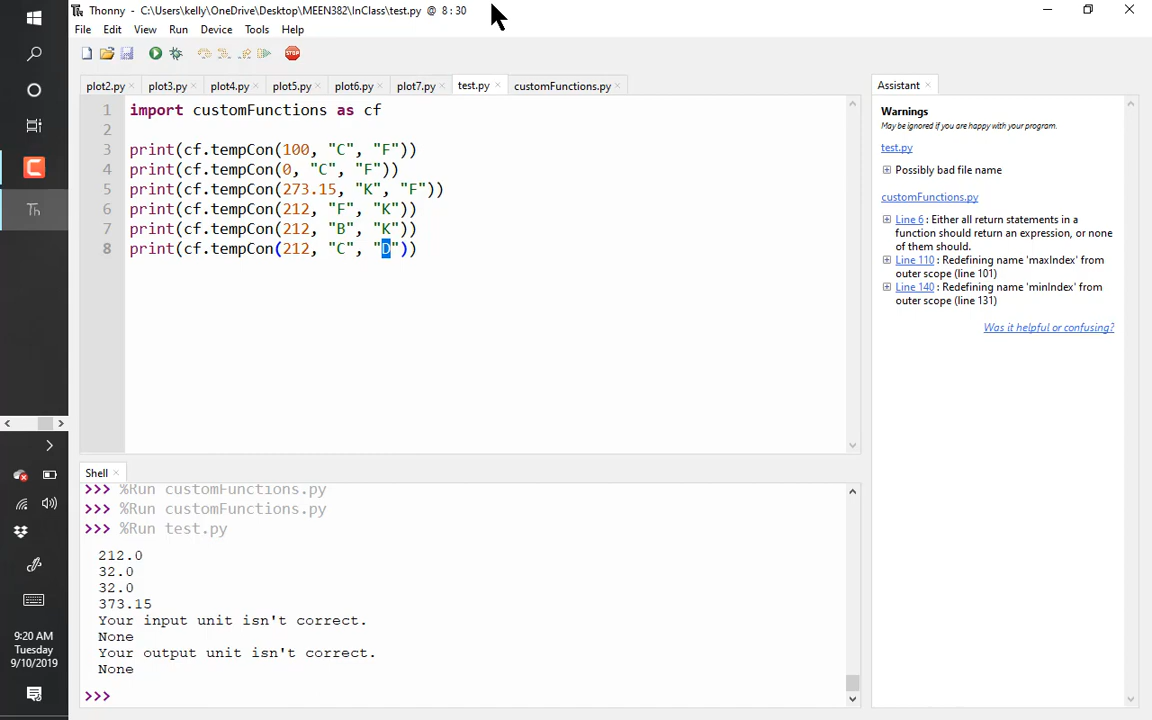 Thonny - C:\Users\kelly\OneDrive\Desktop\MEEN382\InClass\test.py @ 8 : 30
File Edit View Run Device Tools Help
plot2.py plot3.py plot4.py plot5.py plot6.py plot7.py test.py customFunctions.py
1 import customFunctions as cf
2
3 print(cf.tempCon(100, "C", "F"))
4 print(cf.tempCon(0, "C", "F"))
5 print(cf.tempCon(273.15, "K", "F"))
6 print(cf.tempCon(212, "F", "K"))
7 print(cf.tempCon(212, "B", "K"))
8 print(cf.tempCon(212, "C", "D"))
Assistant
Warnings
May be ignored if you are happy with your program.
test.py
Possibly bad file name
customFunctions.py
Line 6 : Either all return statements in a
function should return an expression, or none
of them should.
Line 110 : Redefining name 'maxIndex' from
outer scope (line 101)
Line 140 : Redefining name 'minIndex' from
outer scope (line 131)
Was it helpful or confusing?
Shell
>>> %Run customFunctions.py
>>> %Run customFunctions.py
>>> %Run test.py
212.0
32.0
32.0
373.15
Your input unit isn't correct.
None
Your output unit isn't correct.
None
>>>
Th
9:20 AM
Tuesday
9/10/2019
STOP